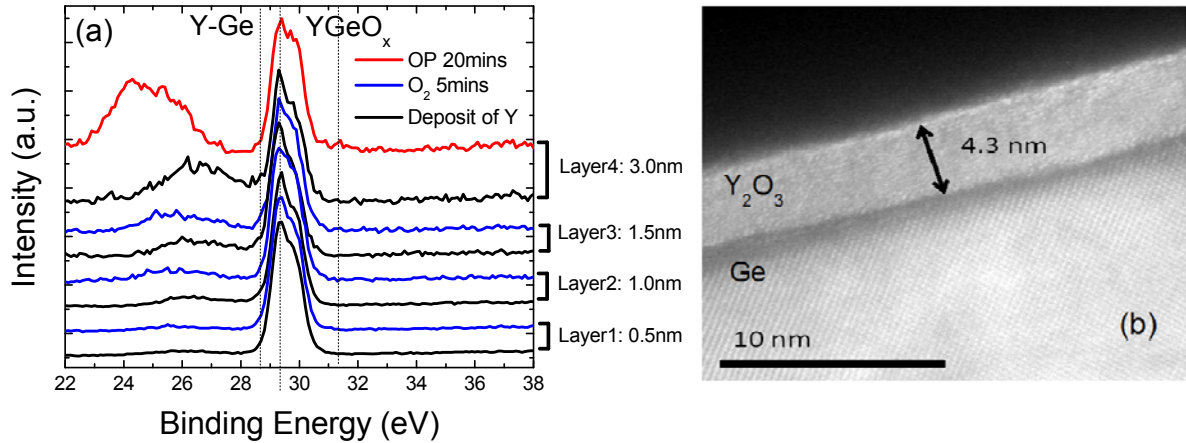 (a)
Y-Ge
YGeOₓ
OP 20mins
O₂ 5mins
Deposit of Y
Layer4: 3.0nm
Layer3: 1.5nm
Layer2: 1.0nm
Layer1: 0.5nm
Intensity (a.u.)
22 24 26 28 30 32 34 36 38
Binding Energy (eV)
4.3 nm
Y₂O₃
Ge
10 nm
(b)